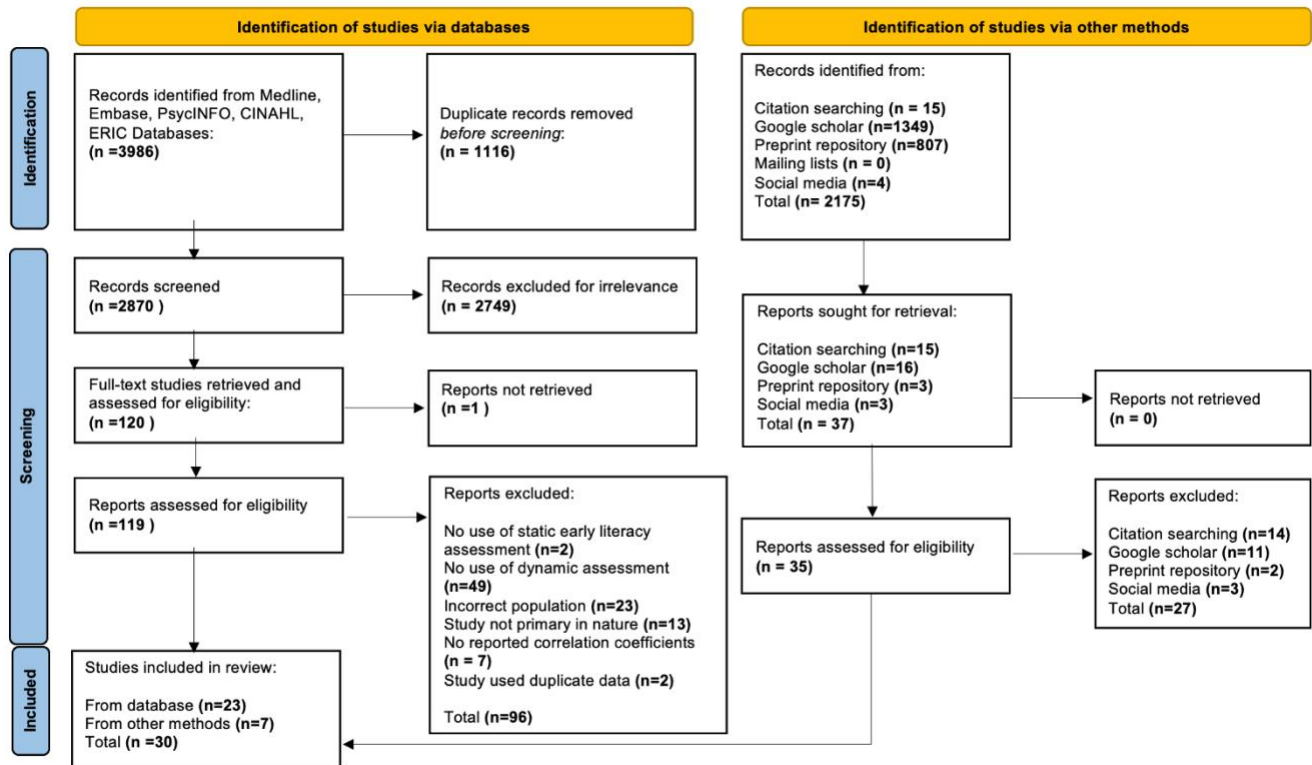 Identification of studies via databases
Identification of studies via other methods
Identification
Records identified from Medline,
Embase, PsycINFO, CINAHL,
ERIC Databases:
(n =3986)
Duplicate records removed
before screening:
(n = 1116)
Records identified from:
Citation searching (n = 15)
Google scholar (n=1349)
Preprint repository (n=807)
Mailing lists (n = 0)
Social media (n=4)
Total (n= 2175)
Screening
Records screened
(n =2870 )
Records excluded for irrelevance
(n = 2749)
Full-text studies retrieved and
assessed for eligibility:
(n =120 )
Reports not retrieved
(n =1 )
Reports sought for retrieval:
Citation searching (n=15)
Google scholar (n=16)
Preprint repository (n=3)
Social media (n=3)
Total (n = 37)
Reports not retrieved
(n = 0)
Reports assessed for eligibility
(n =119 )
Reports excluded:
No use of static early literacy
assessment (n=2)
No use of dynamic assessment
(n=49)
Incorrect population (n=23)
Study not primary in nature (n=13)
No reported correlation coefficients
(n = 7)
Study used duplicate data (n=2)
Total (n=96)
Reports assessed for eligibility
(n = 35)
Reports excluded:
Citation searching (n=14)
Google scholar (n=11)
Preprint repository (n=2)
Social media (n=3)
Total (n=27)
Included
Studies included in review:
From database (n=23)
From other methods (n=7)
Total (n =30)